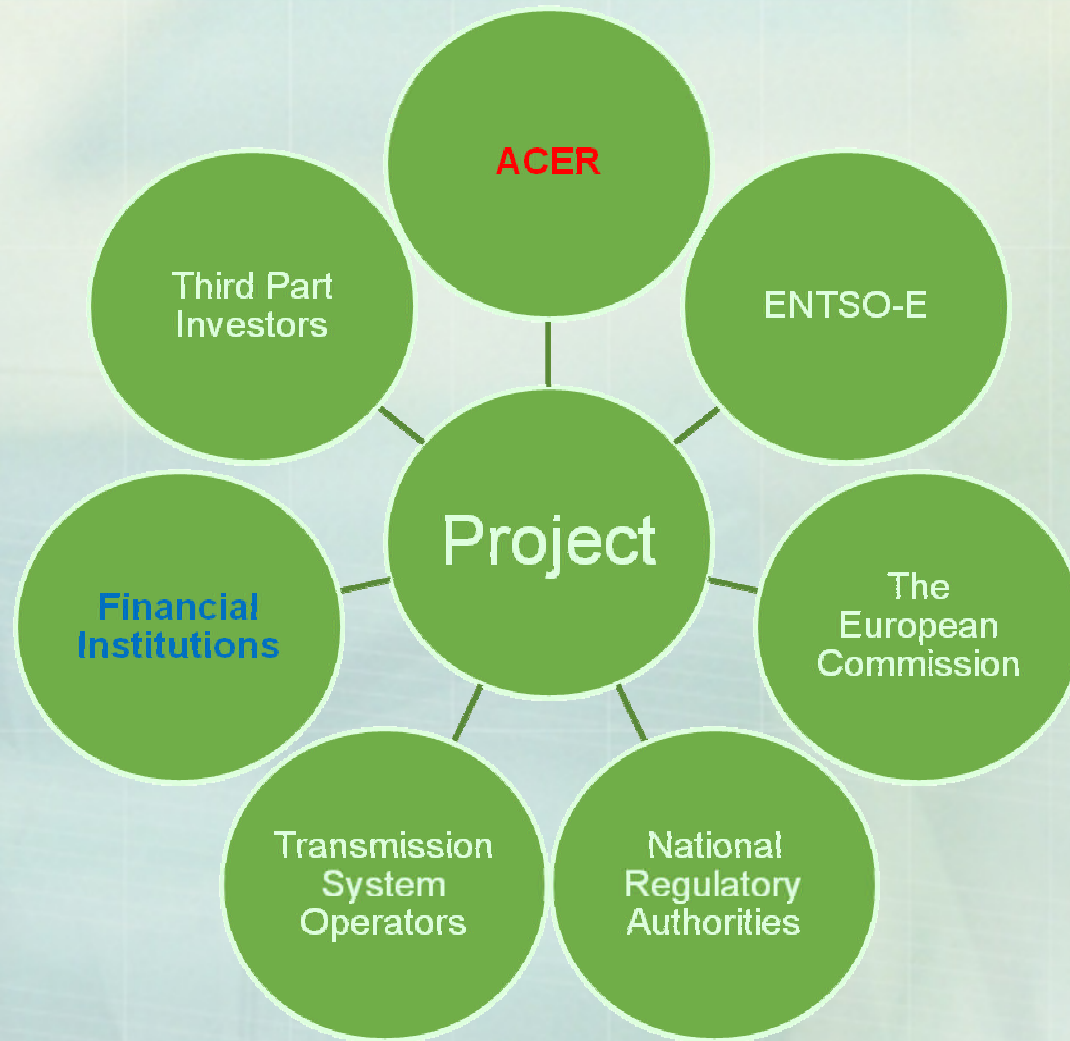 ACER
Third Part
Investors
ENTSO-E
Project
Financial
Institutions
The
European
Commission
Transmission
System
Operators
National
Regulatory
Authorities